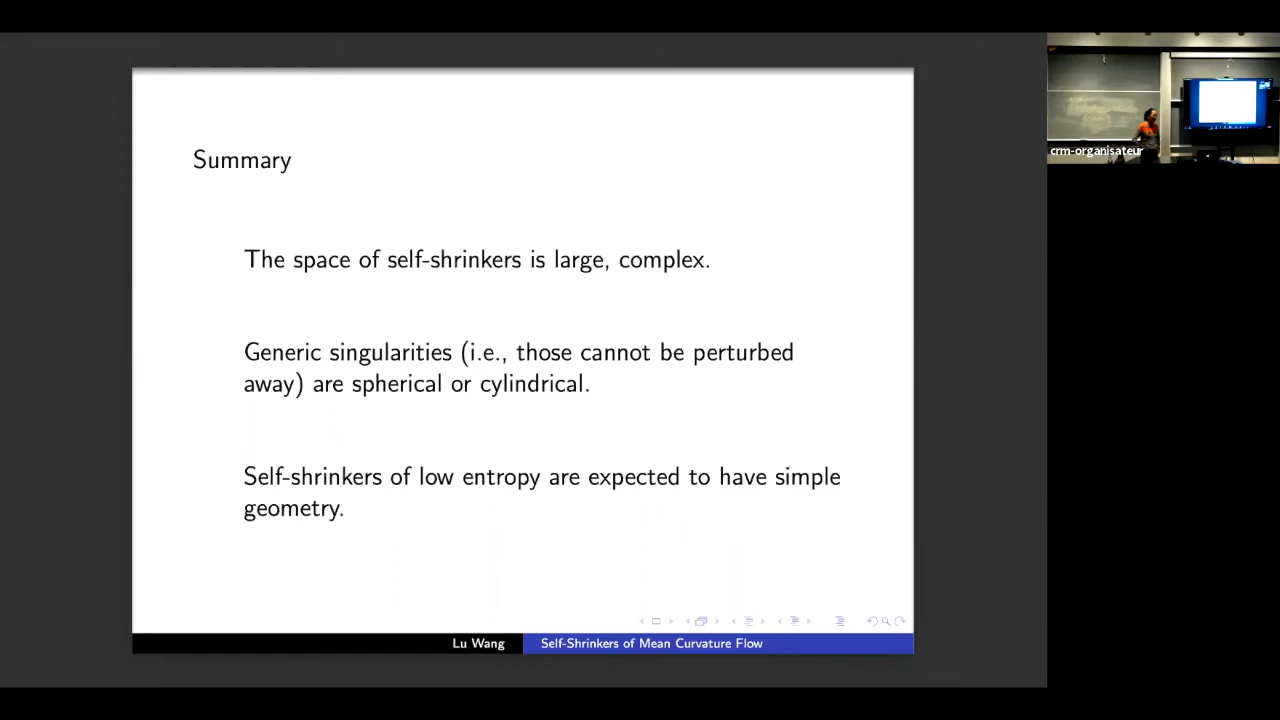 Summary
The space of self-shrinkers is large, complex.
Generic singularities (i.e., those cannot be perturbed
away) are spherical or cylindrical.
Self-shrinkers of low entropy are expected to have simple
geometry.
Lu Wang
Self-Shrinkers of Mean Curvature Flow
crm-organisateur